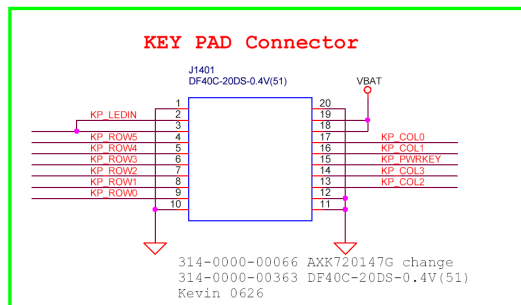 KEY PAD Connector
J1401
DF40C-20DS-0.4V(51)
VBAT
1 20
KP_LEDIN 2 19
3 18
KP_ROW5 4 17 KP_COL0
KP_ROW4 5 16 KP_COL1
KP_ROW3 6 15 KP_PWRKEY
KP_ROW2 7 14 KP_COL3
KP_ROW1 8 13 KP_COL2
KP_ROW0 9 12
10 11
314-0000-00066 AXK720147G change
314-0000-00363 DF40C-20DS-0.4V(51)
Kevin 0626